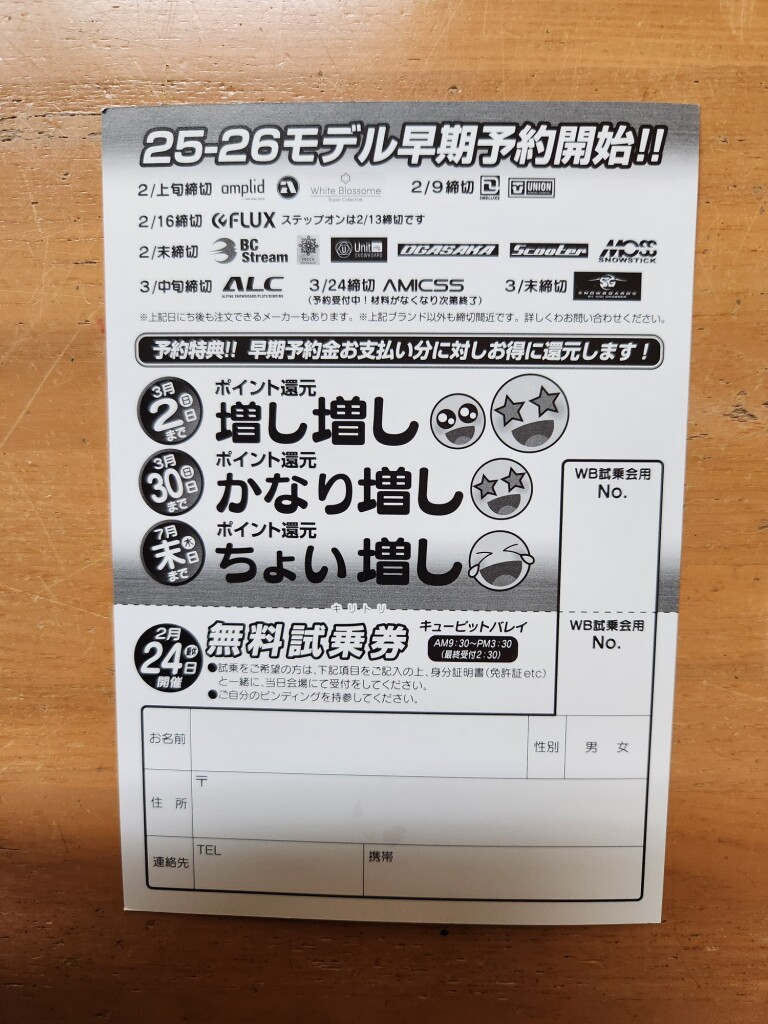 25-26モデル早期予約開始!!
2/上旬締切 amplid White Blossome 2/9締切 UNION
2/16締切 FLUX ステップオンは2/13締切です
2/末締切 BC Stream Unit OGASAKA Scooter MOSS SNOWSTICK
3/中旬締切 ALC 3/24締切 AMICSS 3/末締切
(予約受付中!材料がなくなり次第終了)
※上記日にち後も注文できるメーカーもあります。※上記ブランド以外も締切間近です。詳しくわお問い合わせください。
予約特典!! 早期予約金お支払い分に対しお得に還元します!
3月2日(日)まで
ポイント還元
増し増し
3月30日(日)まで
ポイント還元
かなり増し
7月末日(木)まで
ポイント還元
ちょい増し
WB試乗会用
No.
キリトリ
2月24日(月祝)開催
無料試乗券
キューピットバレイ
AM9:30~PM3:30
(最終受付2:30)
WB試乗会用
No.
●試乗をご希望の方は、下記項目をご記入の上、身分証明書(免許証etc)
と一緒に、当日会場にて受付をしてください。
●ご自分のビンディングを持参してください。
お名前 性別 男 女
住所 〒
連絡先 TEL 携帯